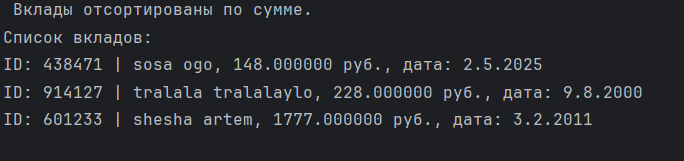 Вклады отсортированы по сумме.
Список вкладов:
ID: 438471 | sosa ogo, 148.000000 руб., дата: 2.5.2025
ID: 914127 | tralala tralalaylo, 228.000000 руб., дата: 9.8.2000
ID: 601233 | shesha artem, 1777.000000 руб., дата: 3.2.2011